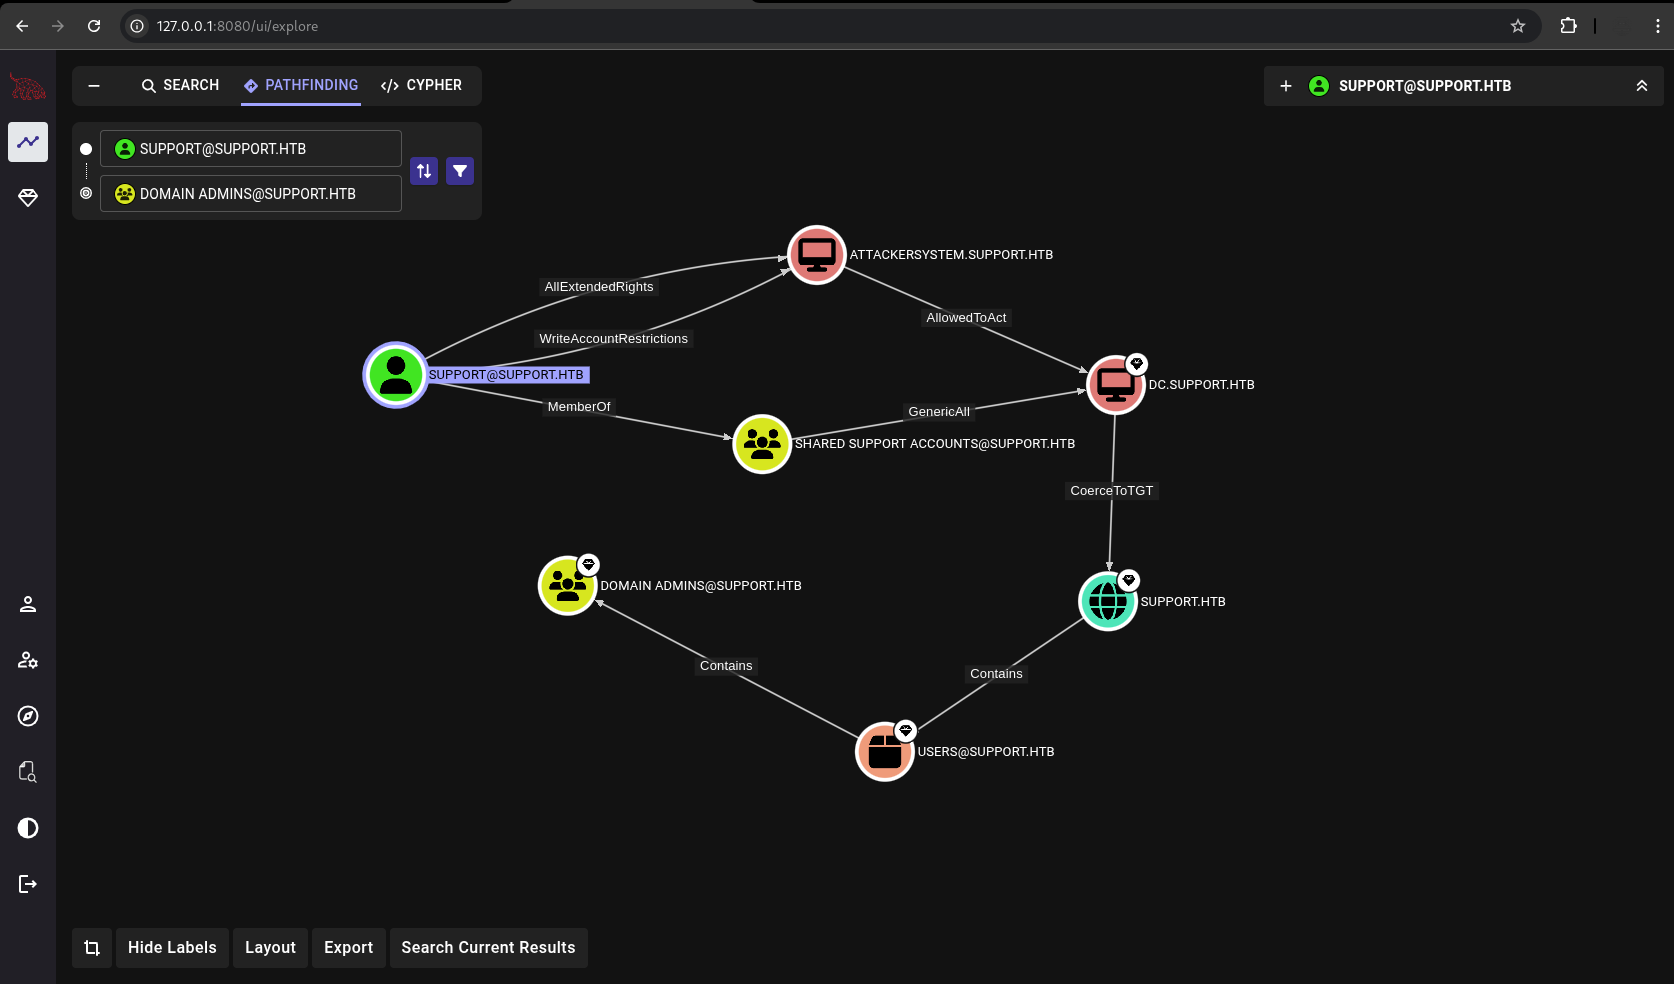 127.0.0.1:8080/ui/explore
SEARCH
PATHFINDING
</> CYPHER
SUPPORT@SUPPORT.HTB
SUPPORT@SUPPORT.HTB
DOMAIN ADMINS@SUPPORT.HTB
ATTACKERSYSTEM.SUPPORT.HTB
AllExtendedRights
AllowedToAct
WriteAccountRestrictions
SUPPORT@SUPPORT.HTB
DC.SUPPORT.HTB
MemberOf
GenericAll
SHARED SUPPORT ACCOUNTS@SUPPORT.HTB
CoerceToTGT
DOMAIN ADMINS@SUPPORT.HTB
SUPPORT.HTB
Contains
Contains
USERS@SUPPORT.HTB
Hide Labels
Layout
Export
Search Current Results